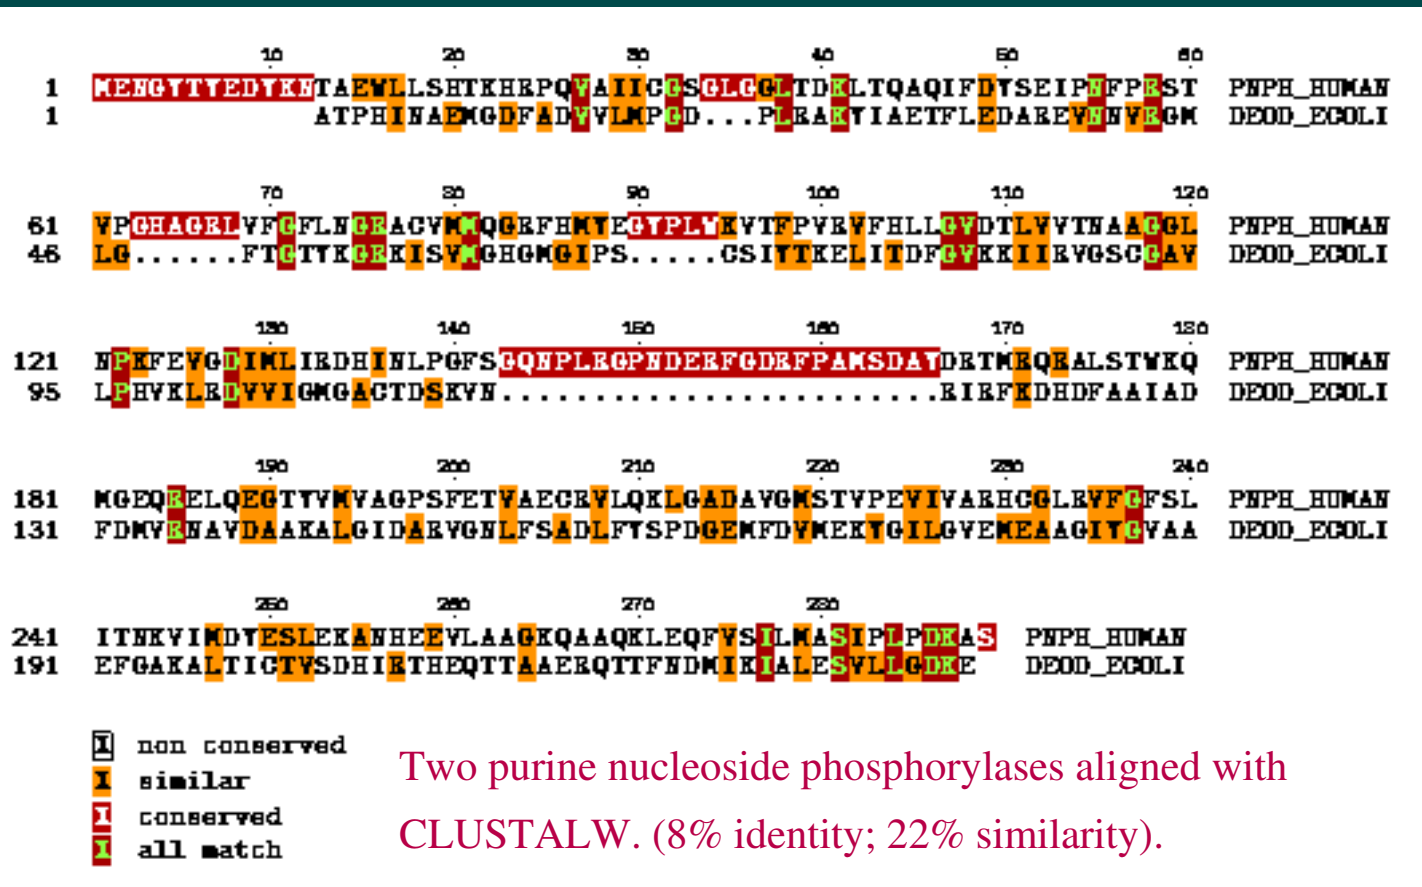 10 20 30 40 50 60
1 MENGYTYEDYKNTAEWLLSHTKHRPQVAIICGSGLGGLTDKLTQAQIFDYSEIPNFPRST PNPH_HUMAN
1 ATPHINAEMGDFADVVLMPGD...PLRAKYIAETFLEDAREVNNVRGM DEOD_ECOLI
70 80 90 100 110 120
61 VPGHAGRLVFGFLNGRACVMMQGRFHMYEGYPLWKVTFPVRVFHLLGVDTLVVTNAAGGL PNPH_HUMAN
46 LG......FTGTYKGRKISVMGHGMGIPS.....CSIYTKELITDFGVKKIIRVGSCGAV DEOD_ECOLI
130 140 150 160 170 180
121 NPKFEVGDIMLIRDHINLPGFSGQNPLRGPNDERFGDRFPAMSDAYDRTMRQRALSTWKQ PNPH_HUMAN
95 LPHVKLRDVVIGMGACTDSKVN........................RIRFKDHDFAAIAD DEOD_ECOLI
190 200 210 220 230 240
181 MGEQRELQEGTYVMVAGPSFETVAECRVLQKLGADAVGMSTVPEVIVARHCGLRVFGFSL PNPH_HUMAN
131 FDMVRNAVDAAKALGIDARVGNLFSADLFYSPDGEMFDVMEKYGILGVEMEAAGIYGVAA DEOD_ECOLI
250 260 270 280
241 ITNKVIMDYESLEKANHEEVLAAGKQAAQKLEQFVSILMASIPLPDKAS PNPH_HUMAN
191 EFGAKALTICTVSDHIRTHEQTTAAERQTTFNDMIKIALESVLLGDKE DEOD_ECOLI
I non conserved
I similar
I conserved
I all match
Two purine nucleoside phosphorylases aligned with
CLUSTALW. (8% identity; 22% similarity).